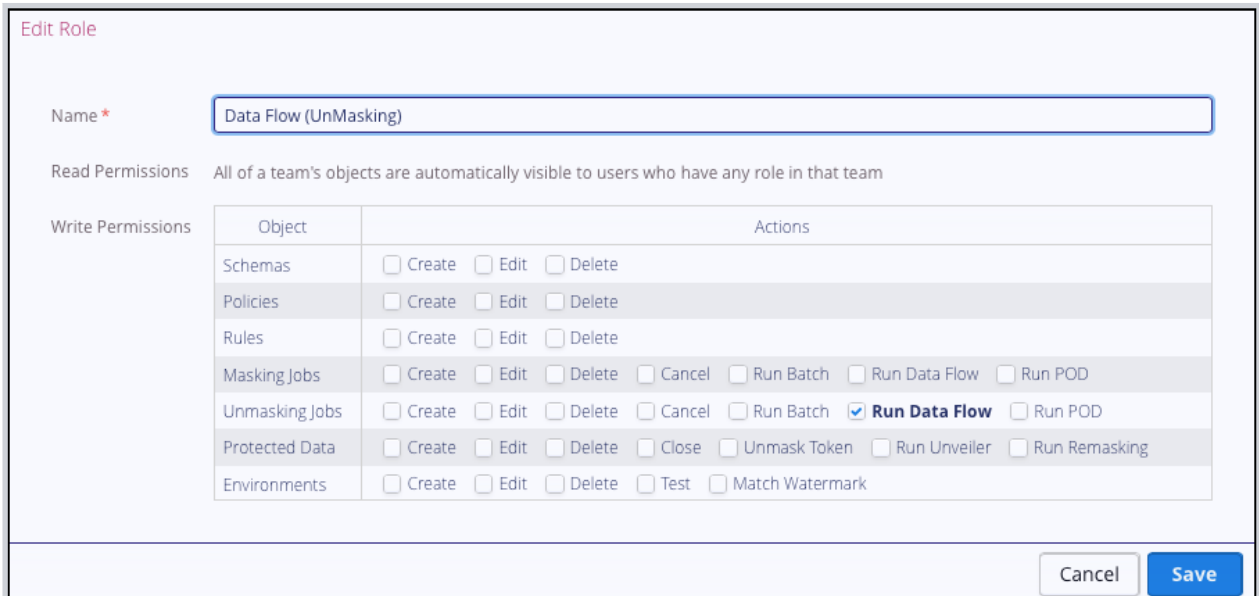 Edit Role
Name *
Data Flow (UnMasking)
Read Permissions All of a team's objects are automatically visible to users who have any role in that team
Write Permissions Object Actions
Schemas Create Edit Delete
Policies Create Edit Delete
Rules Create Edit Delete
Masking Jobs Create Edit Delete Cancel Run Batch Run Data Flow Run POD
Unmasking Jobs Create Edit Delete Cancel Run Batch Run Data Flow Run POD
Protected Data Create Edit Delete Close Unmask Token Run Unveiler Run Remasking
Environments Create Edit Delete Test Match Watermark
Cancel Save